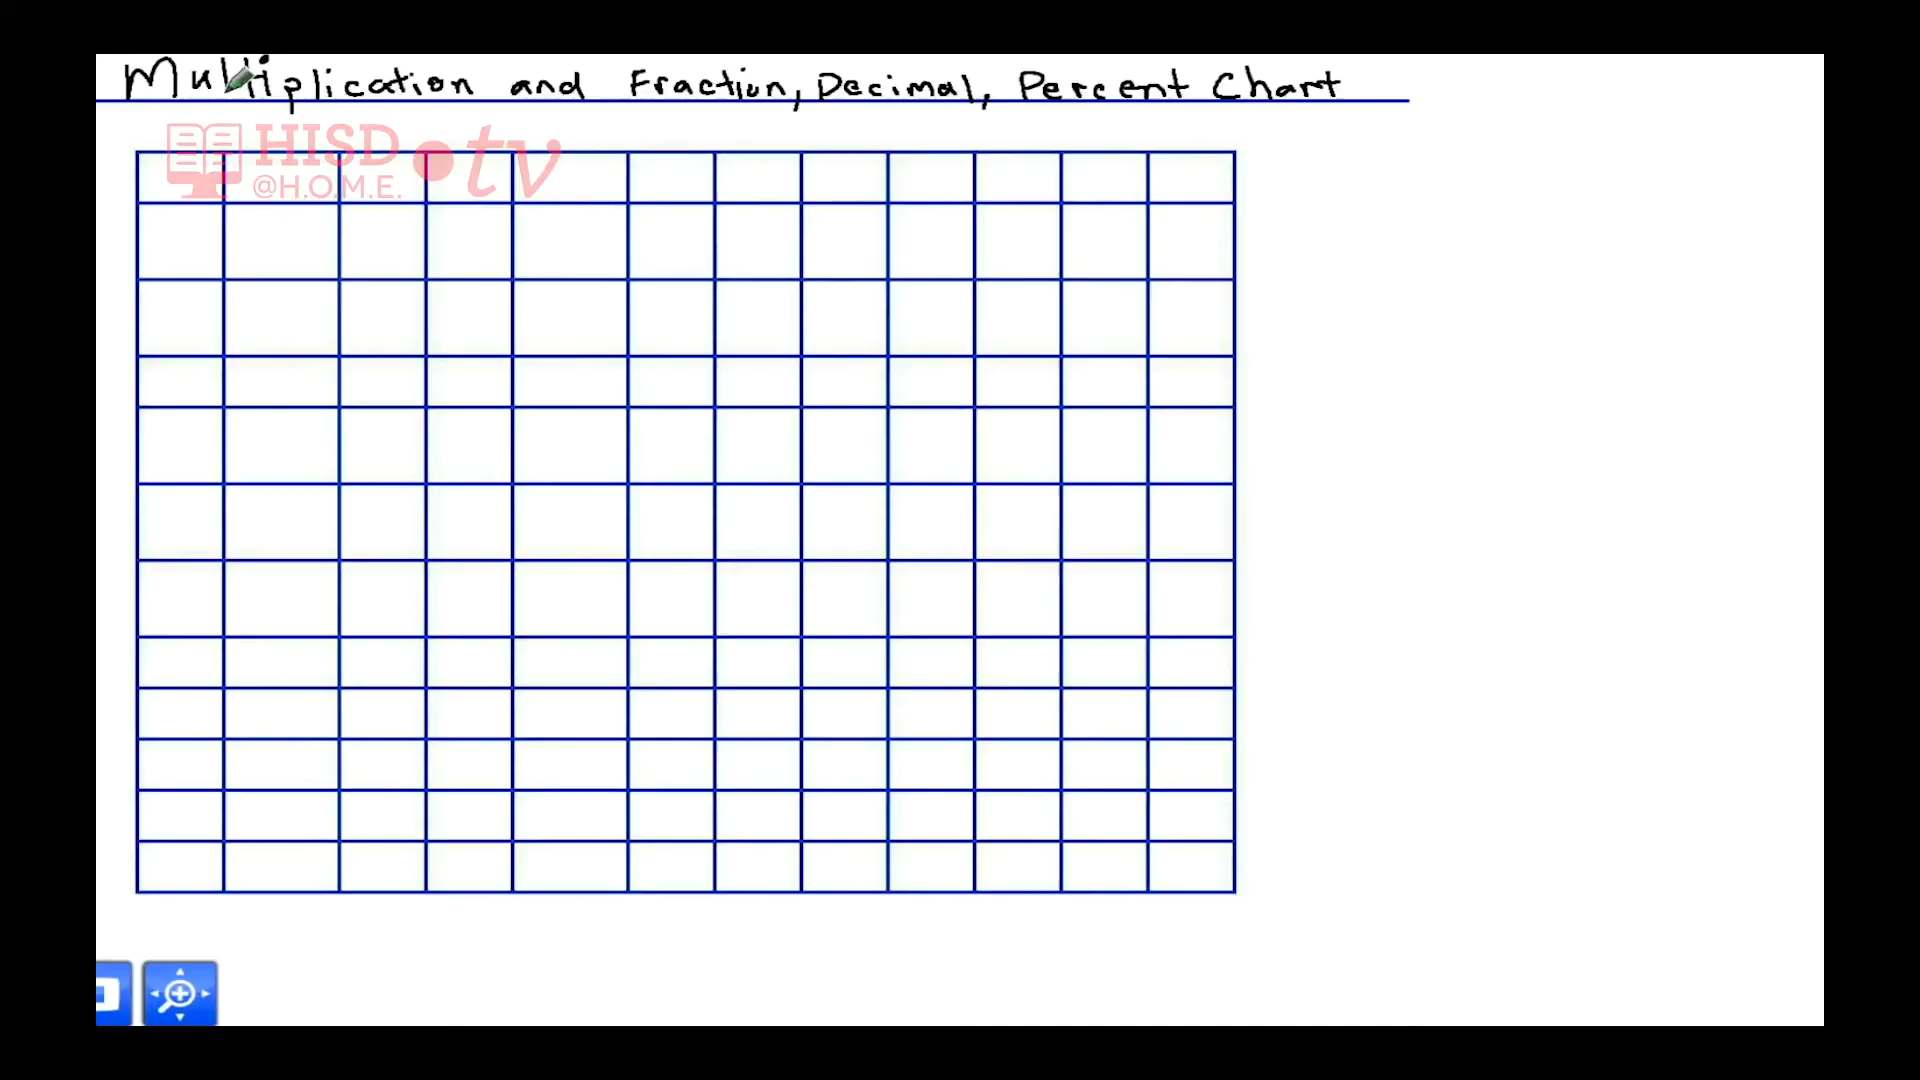 Multiplication and Fraction, Decimal, Percent Chart
HISD
@H.O.M.E.
•tv